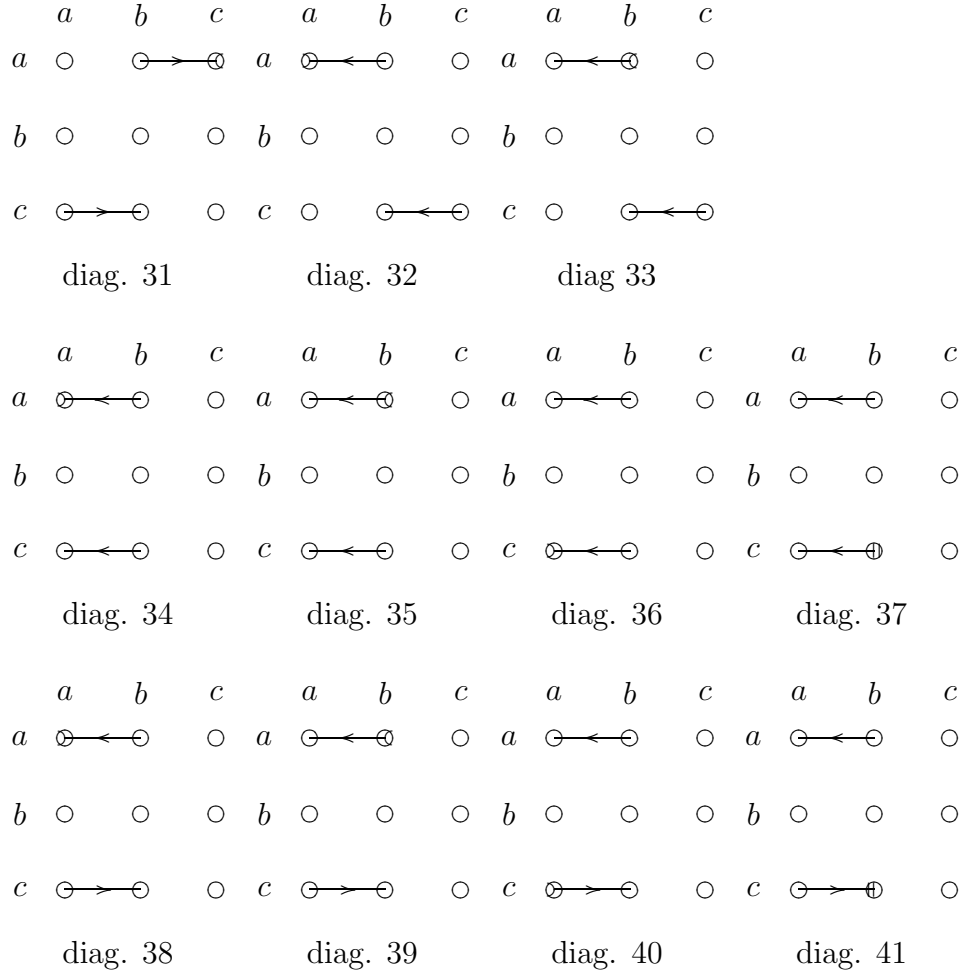 a b c a b c a b c
a a a
b b b
c c c
diag. 31 diag. 32 diag 33
a b c a b c a b c a b c
a a a a
b b b b
c c c c
diag. 34 diag. 35 diag. 36 diag. 37
a b c a b c a b c a b c
a a a a
b b b b
c c c c
diag. 38 diag. 39 diag. 40 diag. 41